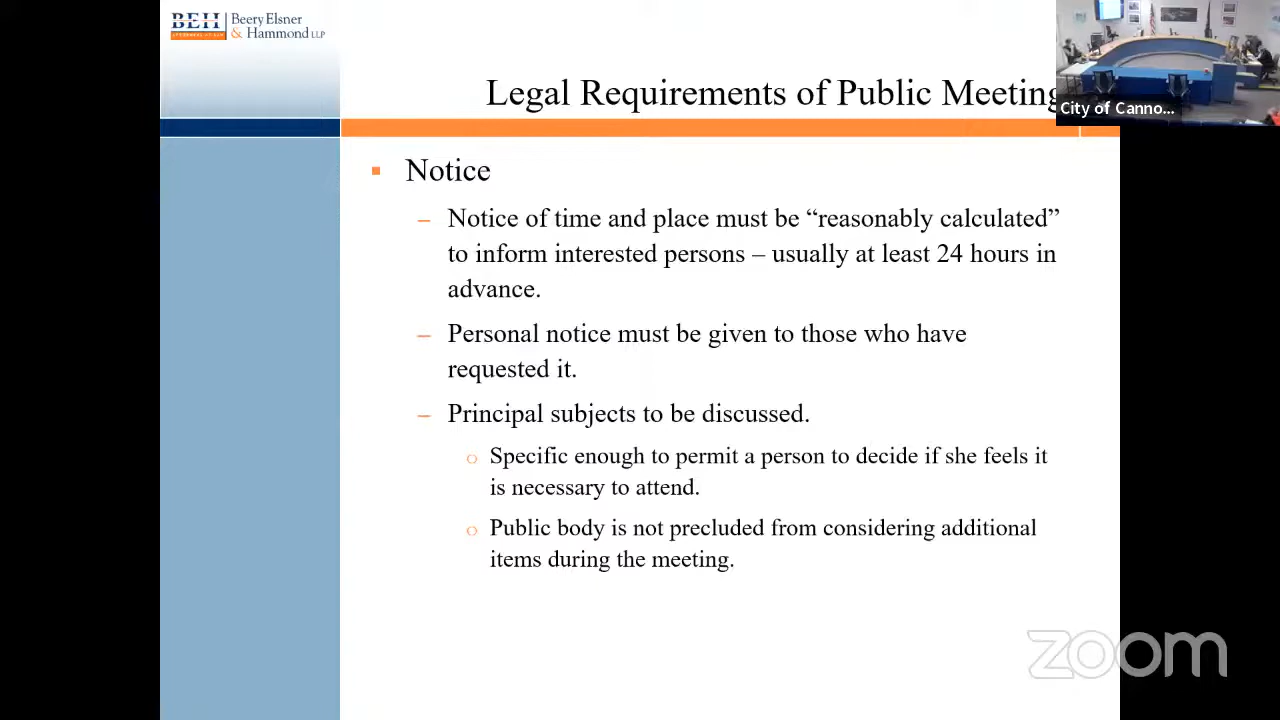 BEH
Beery Elsner
& Hammond LLP
Legal Requirements of Public Meeting
City of Canno...
Notice
– Notice of time and place must be “reasonably calculated”
to inform interested persons – usually at least 24 hours in
advance.
– Personal notice must be given to those who have
requested it.
– Principal subjects to be discussed.
Specific enough to permit a person to decide if she feels it
is necessary to attend.
Public body is not precluded from considering additional
items during the meeting.
zoom